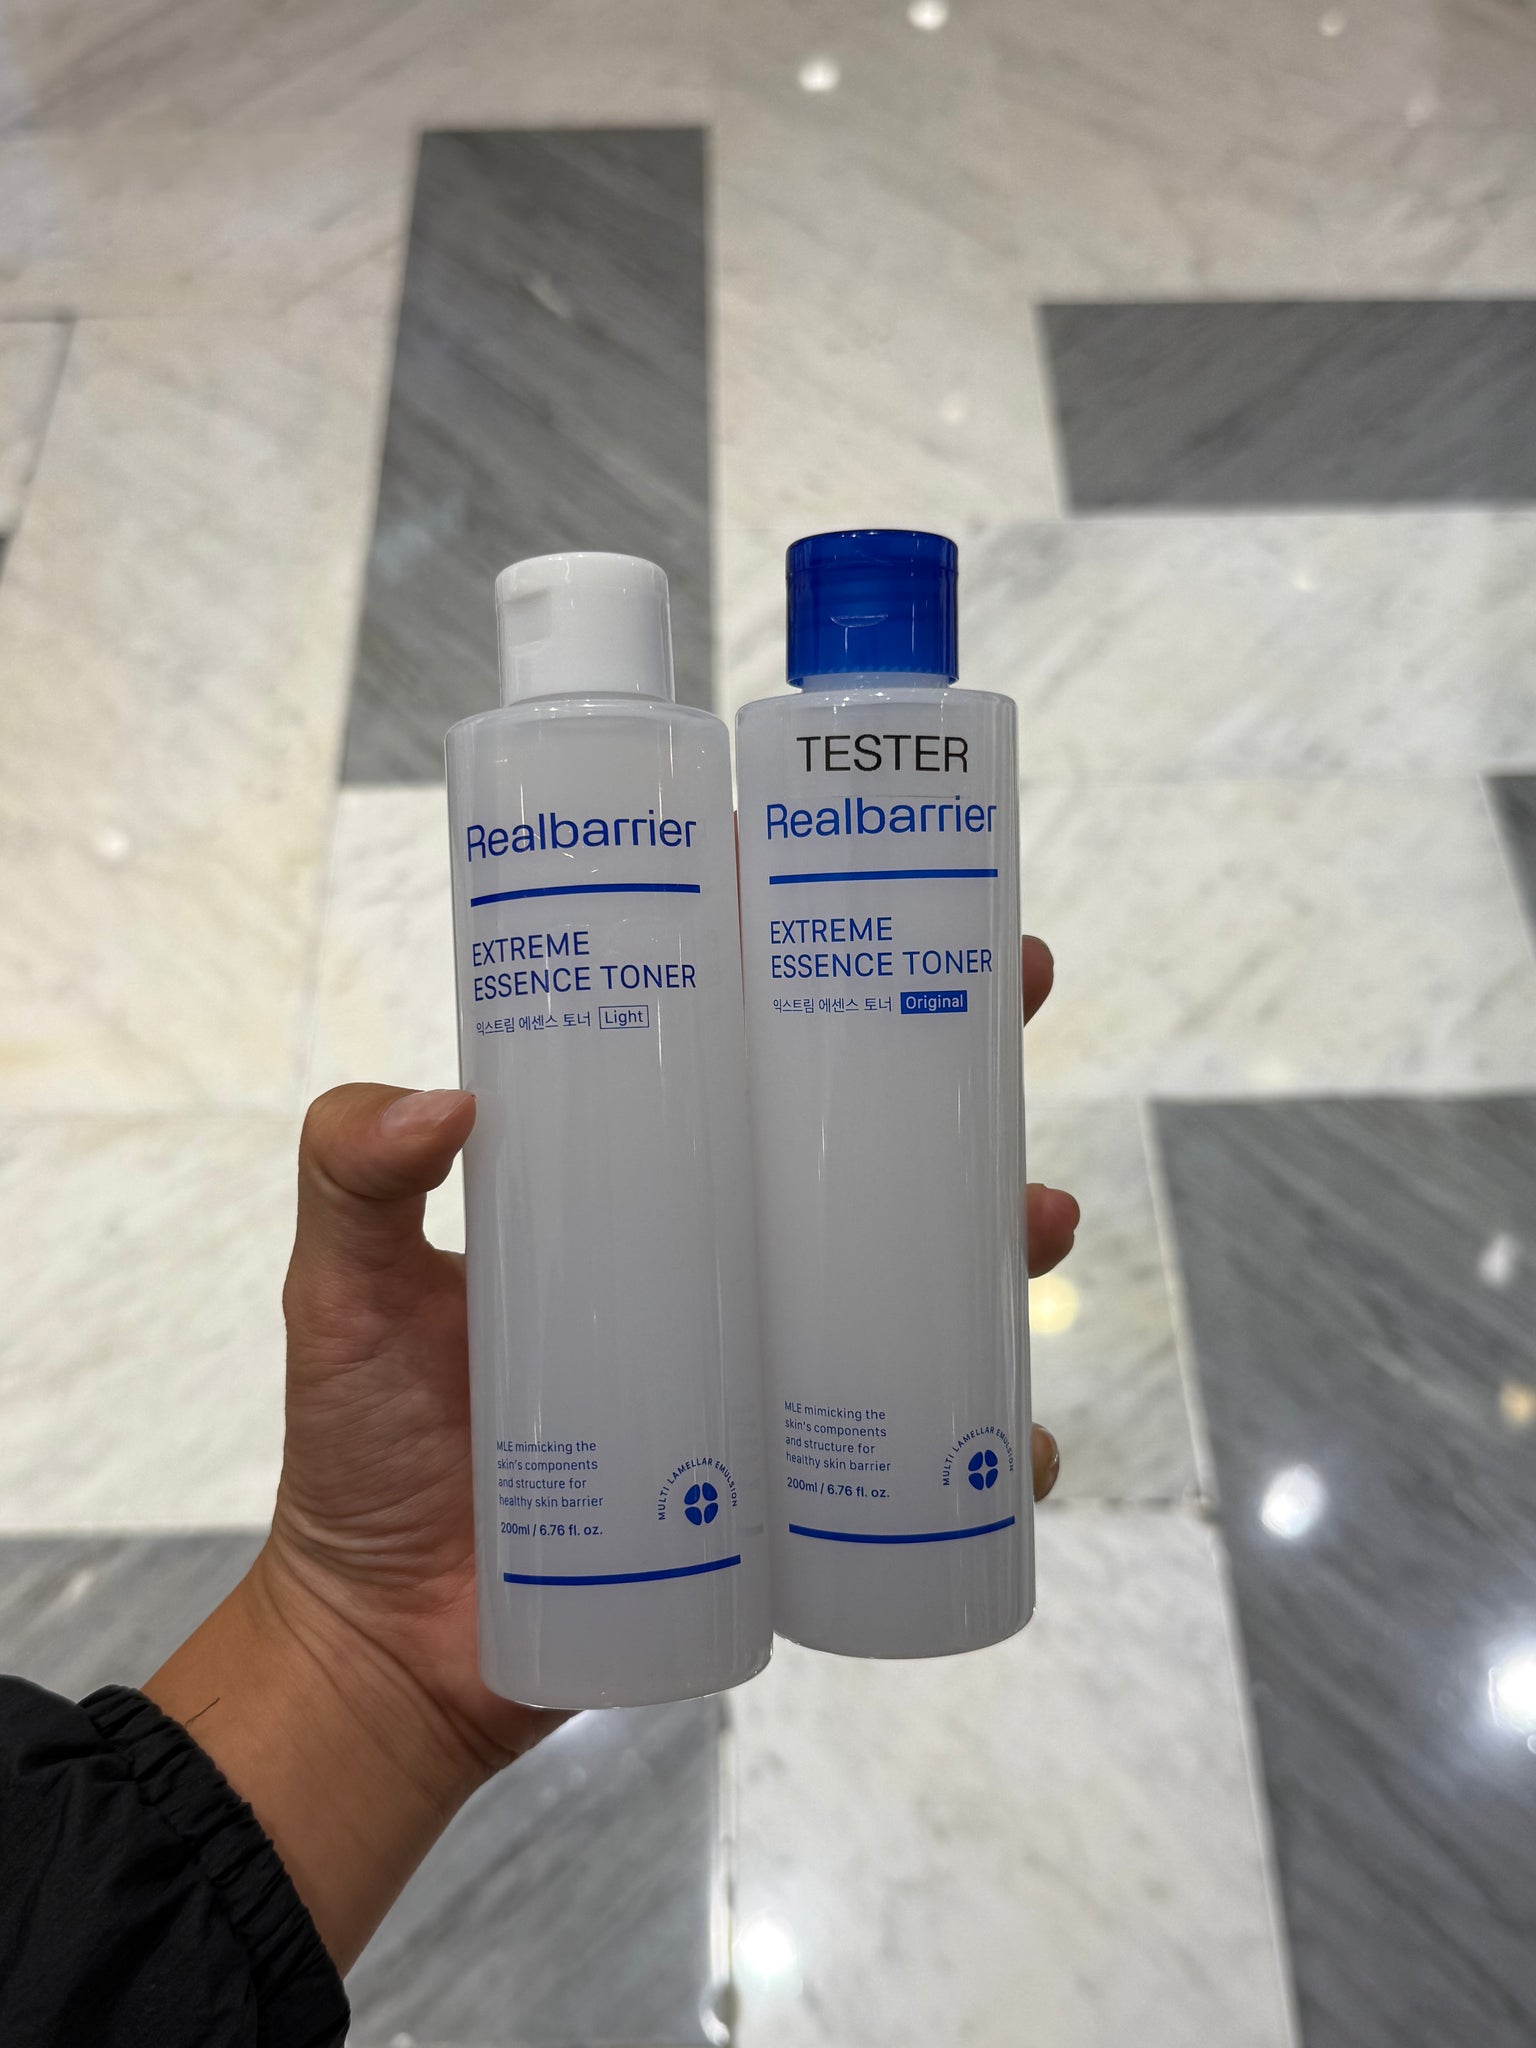 Realbarrier
EXTREME
ESSENCE TONER
익스트림 에센스 토너 Light
MLE mimicking the
skin's components
and structure for
healthy skin barrier
200ml / 6.76 fl. oz.
MULTI LAMELLAR EMULSION
TESTER
Realbarrier
EXTREME
ESSENCE TONER
익스트림 에센스 토너 Original
MLE mimicking the
skin's components
and structure for
healthy skin barrier
200ml / 6.76 fl. oz.
MULTI LAMELLAR EMULSION